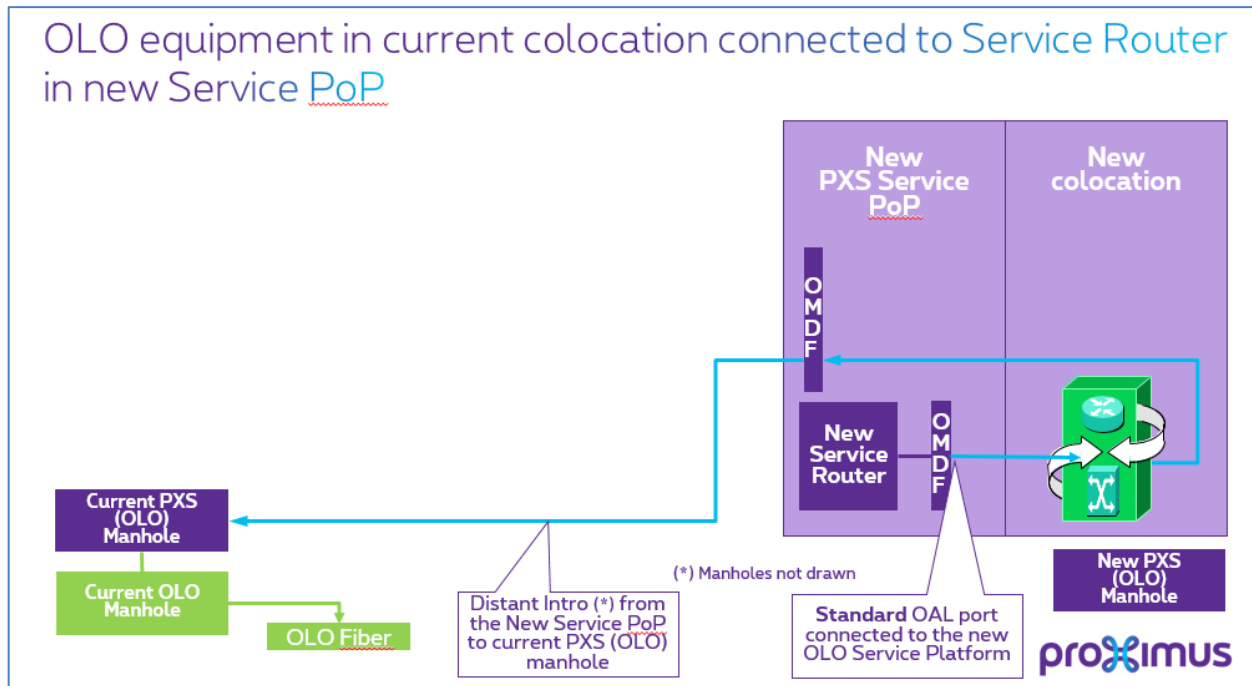 OLO equipment in current colocation connected to Service Router
in new Service PoP
New
PXS Service
PoP
New
colocation
O
M
D
F
New
Service
Router
O
M
D
F
Current PXS
(OLO)
Manhole
Current OLO
Manhole
OLO Fiber
(*) Manholes not drawn
Distant Intro (*) from
the New Service PoP
to current PXS (OLO)
manhole
Standard OAL port
connected to the new
OLO Service Platform
New PXS
(OLO)
Manhole
proximus